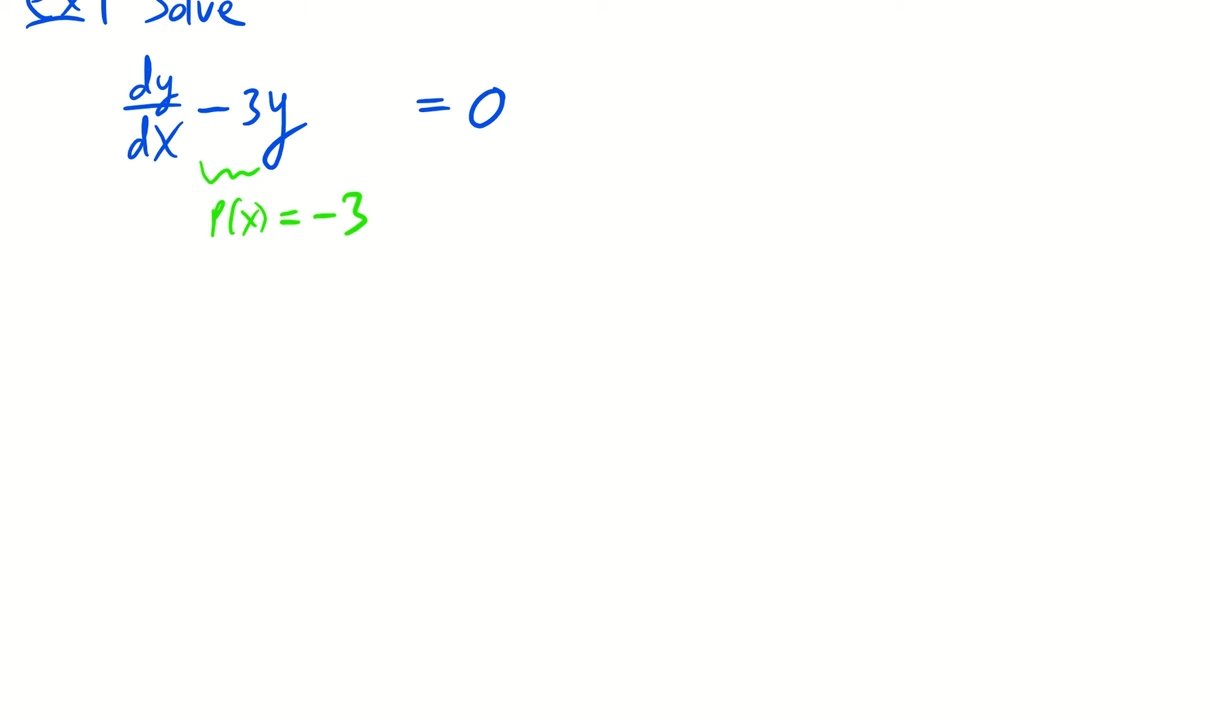 ex 1 Solve
dy/dx - 3y = 0
P(x) = -3